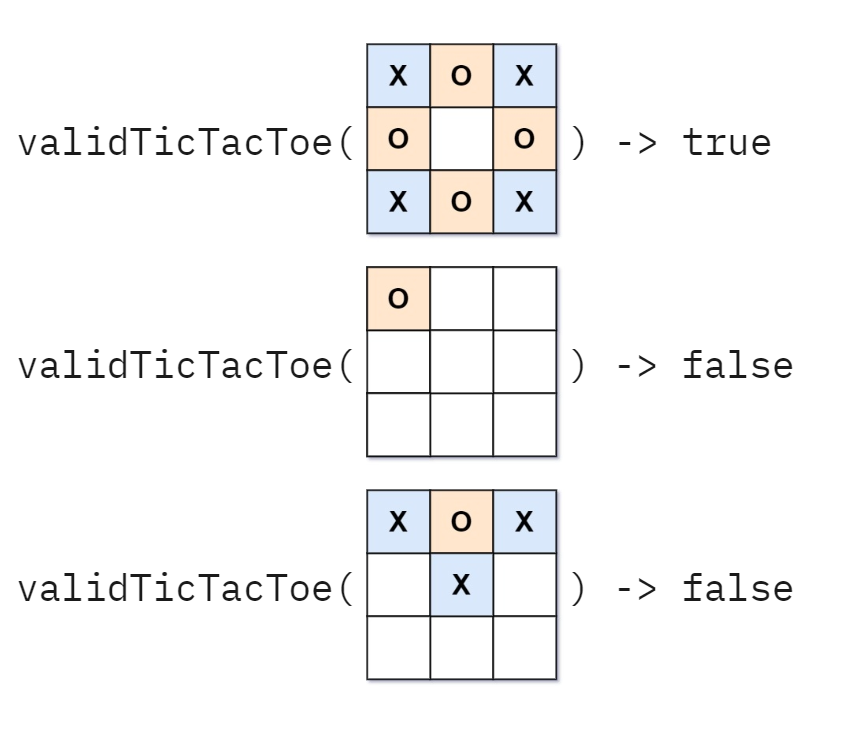 X O X
validTicTacToe( O O ) -> true
X O X
O
validTicTacToe( ) -> false
X O X
validTicTacToe( X ) -> false